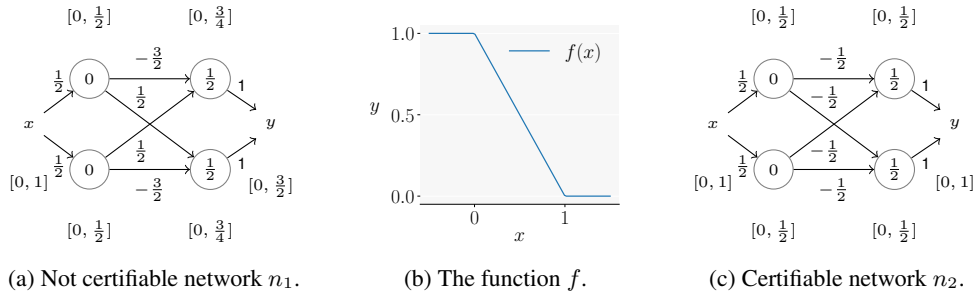 [0, 1/2] [0, 3/4]
−3/2
1/2 0 1/2 1
1/2
x y
1/2
1/2 0 1/2 1
[0, 1] −3/2 [0, 3/2]
[0, 1/2] [0, 3/4]
(a) Not certifiable network n₁.
1.0
f(x)
y 0.5
0.0
0 1
x
(b) The function f.
[0, 1/2] [0, 1/2]
−1/2
1/2 0 1/2 1
−1/2
x y
−1/2
1/2 0 1/2 1
[0, 1] −1/2 [0, 1]
[0, 1/2] [0, 1/2]
(c) Certifiable network n₂.